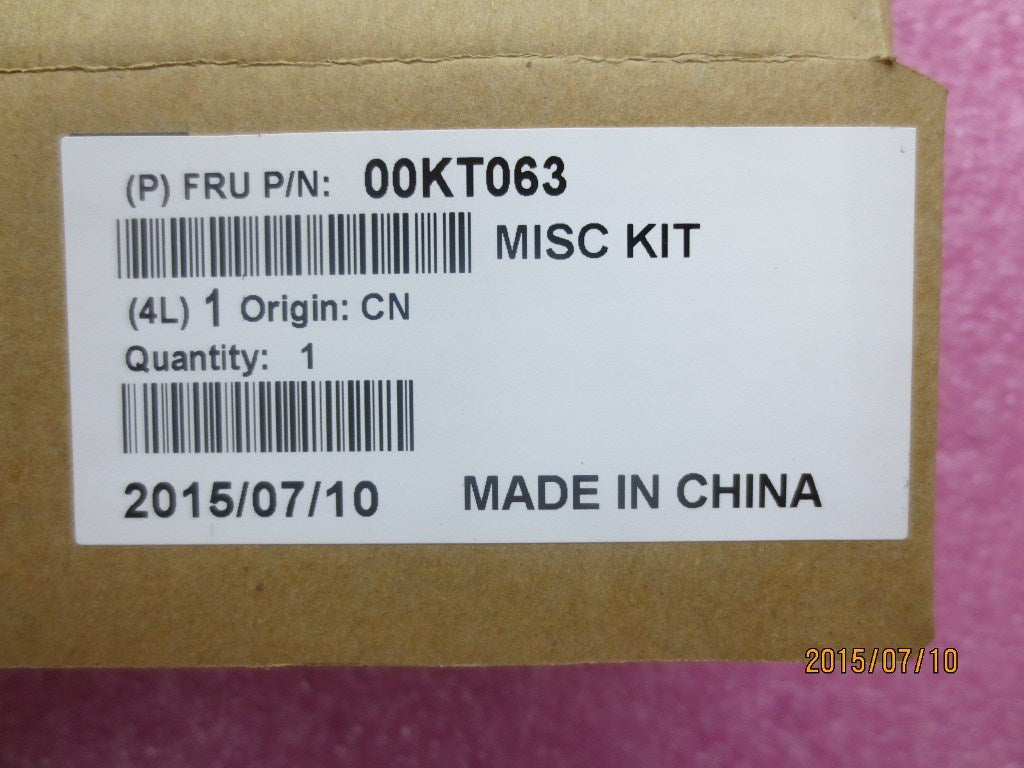 (P) FRU P/N: 00KT063
MISC KIT
(4L) 1 Origin: CN
Quantity: 1
2015/07/10 MADE IN CHINA
2015/07/10